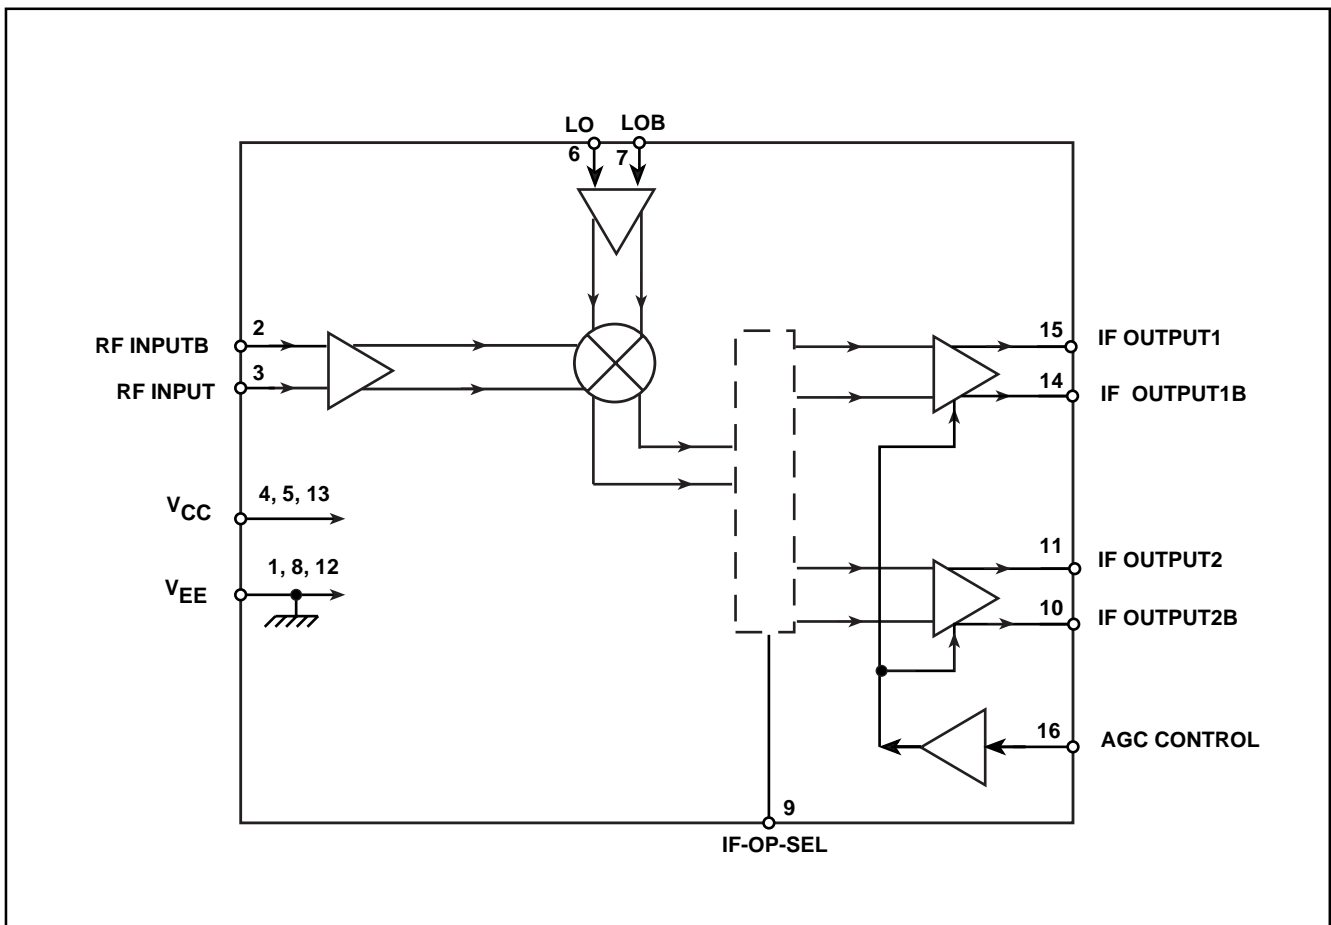 LO LOB
6 7
RF INPUTB 2
RF INPUT 3
15 IF OUTPUT1
14 IF OUTPUT1B
VCC 4, 5, 13
VEE 1, 8, 12
11 IF OUTPUT2
10 IF OUTPUT2B
16 AGC CONTROL
9
IF-OP-SEL